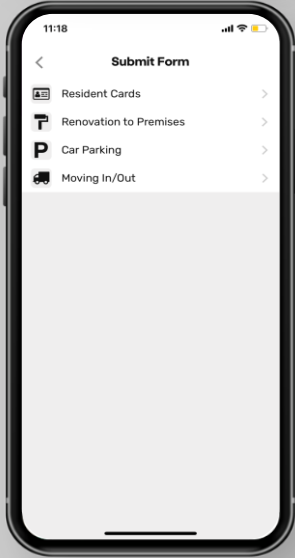 11:18
Submit Form
Resident Cards
Renovation to Premises
P Car Parking
Moving In/Out